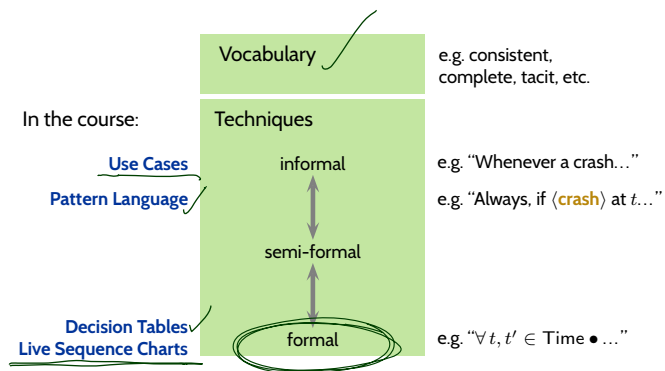 Vocabulary
e.g. consistent,
complete, tacit, etc.
In the course:
Techniques
Use Cases
informal
e.g. “Whenever a crash...”
Pattern Language
e.g. “Always, if ⟨crash⟩ at t...”
semi-formal
Decision Tables
Live Sequence Charts
formal
e.g. “∀ t, t′ ∈ Time • ...”